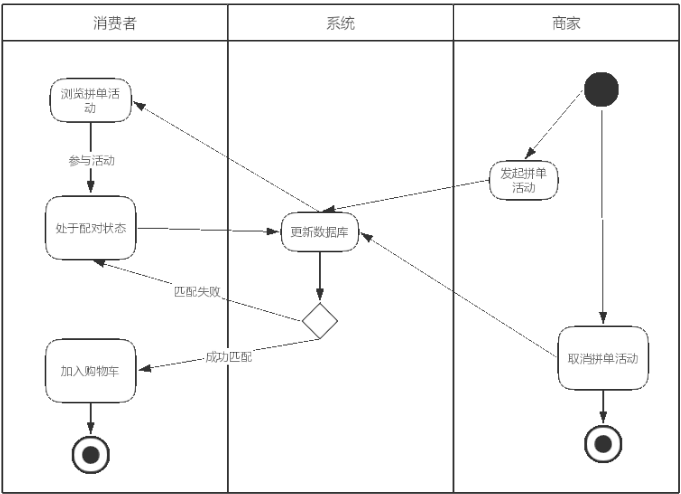 消费者
系统
商家
浏览拼单活
动
参与活动
发起拼单
活动
处于配对状态
更新数据库
匹配失败
成功匹配
取消拼单活动
加入购物车